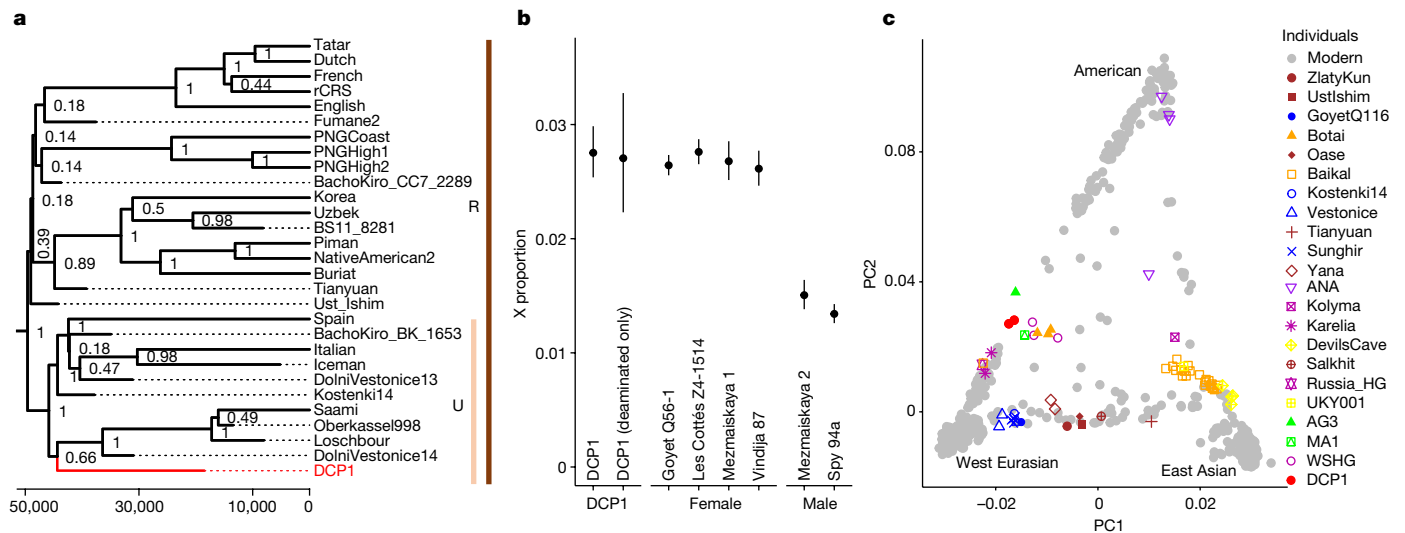 a
Tatar
Dutch
French
rCRS
English
Fumane2
PNGCoast
PNGHigh1
PNGHigh2
BachoKiro_CC7_2289
Korea
Uzbek
BS11_8281
Piman
NativeAmerican2
Buriat
Tianyuan
Ust_Ishim
Spain
BachoKiro_BK_1653
Italian
Iceman
DolniVestonice13
Kostenki14
Saami
Oberkassel998
Loschbour
DolniVestonice14
DCP1
1
1
1
0.44
0.18
0.14
1
1
0.14
0.18
0.5
0.98
0.39
1
1
1
0.89
1
1
0.18
0.98
0.47
1
1
0.49
1
1
0.66
R
U
50,000
30,000
10,000
0
b
X proportion
0.03
0.02
0.01
0
DCP1
DCP1 (deaminated only)
Goyet Q56-1
Les Cottés Z4-1514
Mezmaiskaya 1
Vindija 87
Mezmaiskaya 2
Spy 94a
DCP1
Female
Male
c
PC2
0.08
0.04
0
American
West Eurasian
East Asian
−0.02
0
0.02
PC1
Individuals
Modern
ZlatyKun
UstIshim
GoyetQ116
Botai
Oase
Baikal
Kostenki14
Vestonice
Tianyuan
Sunghir
Yana
ANA
Kolyma
Karelia
DevilsCave
Salkhit
Russia_HG
UKY001
AG3
MA1
WSHG
DCP1